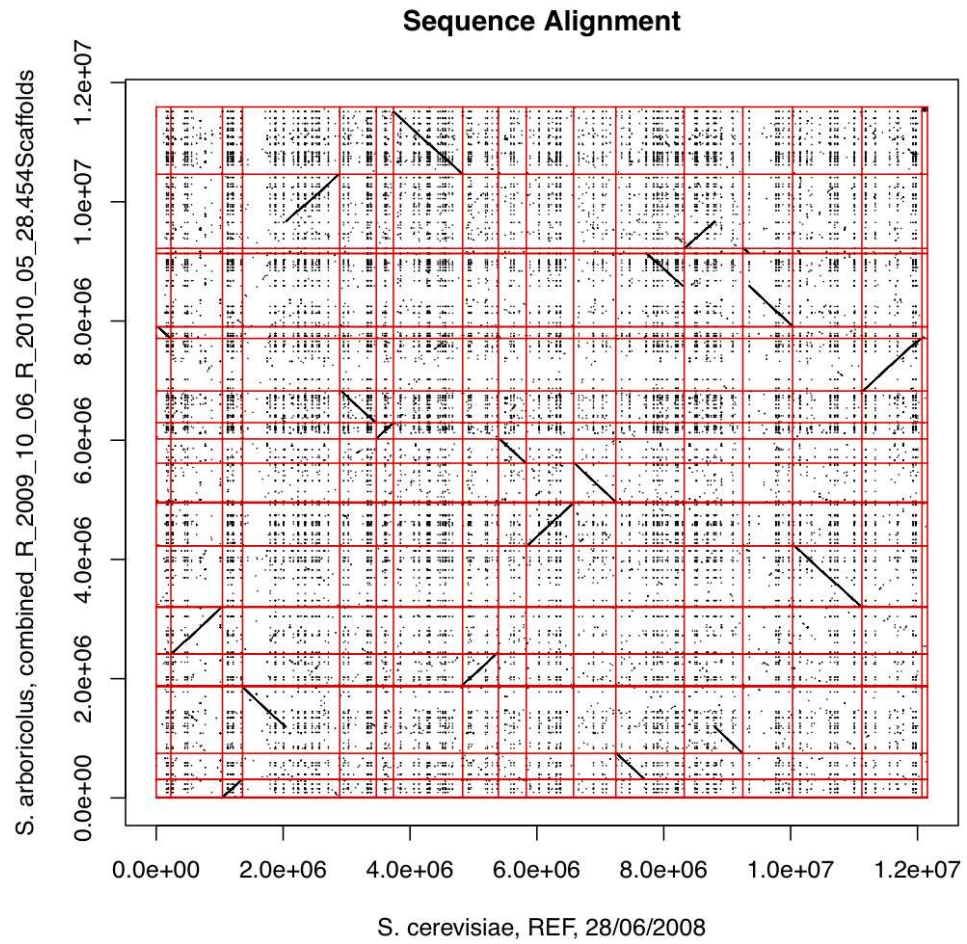 Sequence Alignment
S. arboricolus, combined_R_2009_10_06_R_2010_05_28.454Scaffolds
1.2e+07
1.0e+07
8.0e+06
6.0e+06
4.0e+06
2.0e+06
0.0e+00
0.0e+00 2.0e+06 4.0e+06 6.0e+06 8.0e+06 1.0e+07 1.2e+07
S. cerevisiae, REF, 28/06/2008